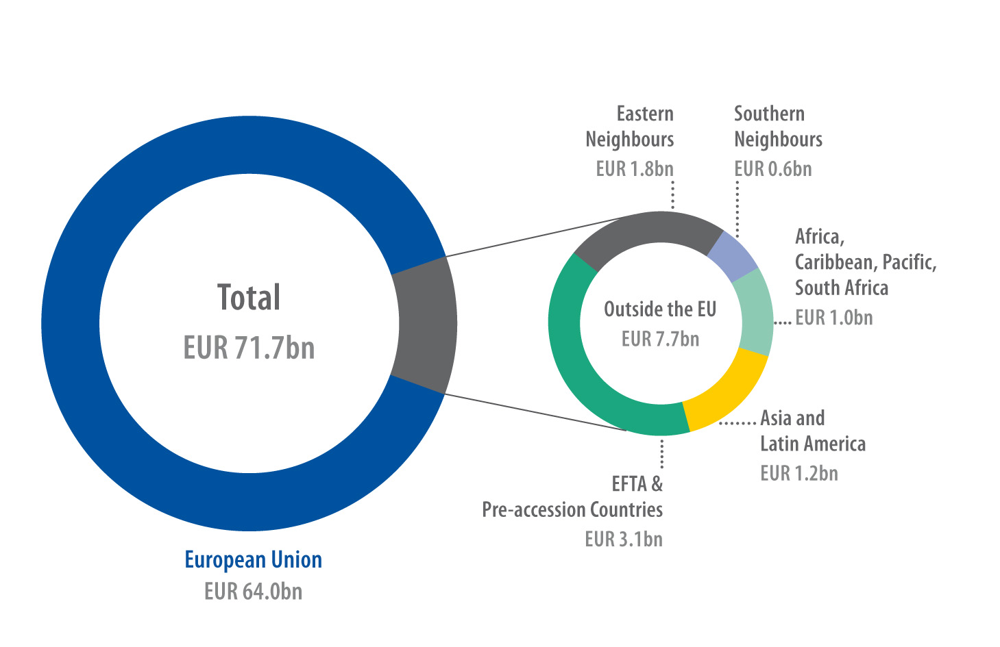 Total
EUR 71.7bn
European Union
EUR 64.0bn
Eastern
Neighbours
EUR 1.8bn
Southern
Neighbours
EUR 0.6bn
Africa,
Caribbean, Pacific,
South Africa
EUR 1.0bn
Outside the EU
EUR 7.7bn
Asia and
Latin America
EUR 1.2bn
EFTA &
Pre-accession Countries
EUR 3.1bn